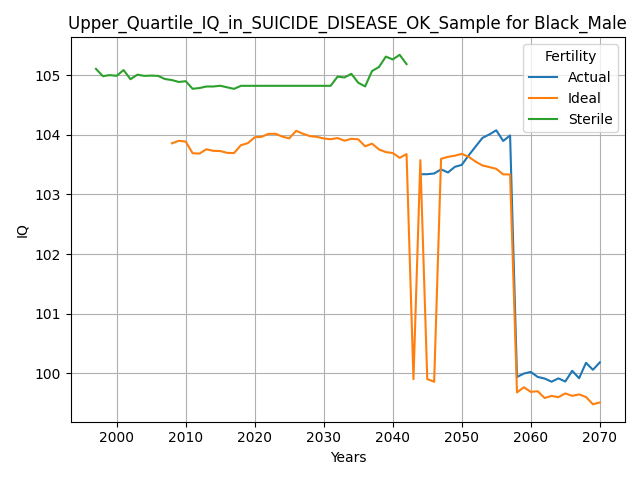 Upper_Quartile_IQ_in_SUICIDE_DISEASE_OK_Sample for Black_Male
Fertility
Actual
Ideal
Sterile
105
104
103
102
101
100
IQ
2000 2010 2020 2030 2040 2050 2060 2070
Years